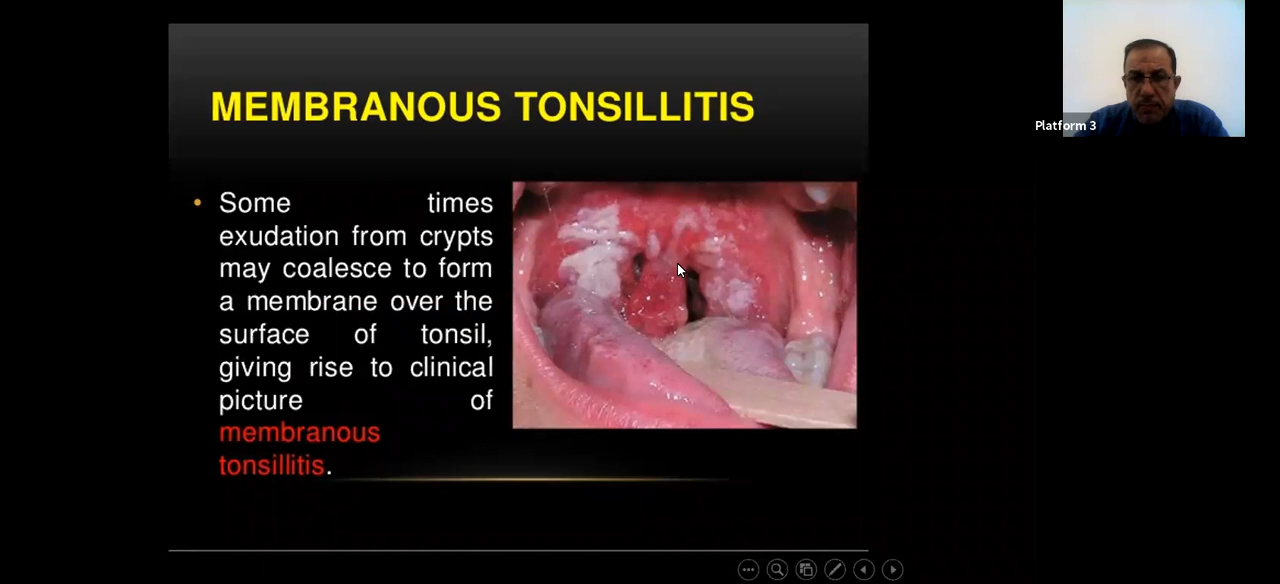 MEMBRANOUS TONSILLITIS
Platform 3
• Some times
exudation from crypts
may coalesce to form
a membrane over the
surface of tonsil,
giving rise to clinical
picture of
membranous
tonsillitis.